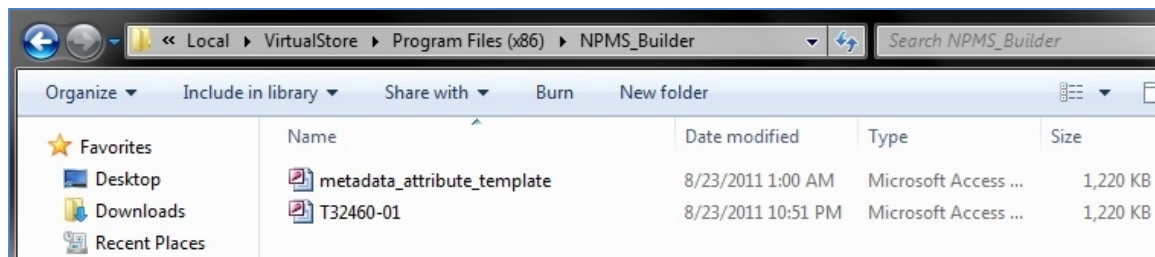 « Local ▸ VirtualStore ▸ Program Files (x86) ▸ NPMS_Builder Search NPMS_Builder
Organize Include in library Share with Burn New folder
Favorites Name Date modified Type Size
Desktop metadata_attribute_template 8/23/2011 1:00 AM Microsoft Access ... 1,220 KB
Downloads T32460-01 8/23/2011 10:51 PM Microsoft Access ... 1,220 KB
Recent Places